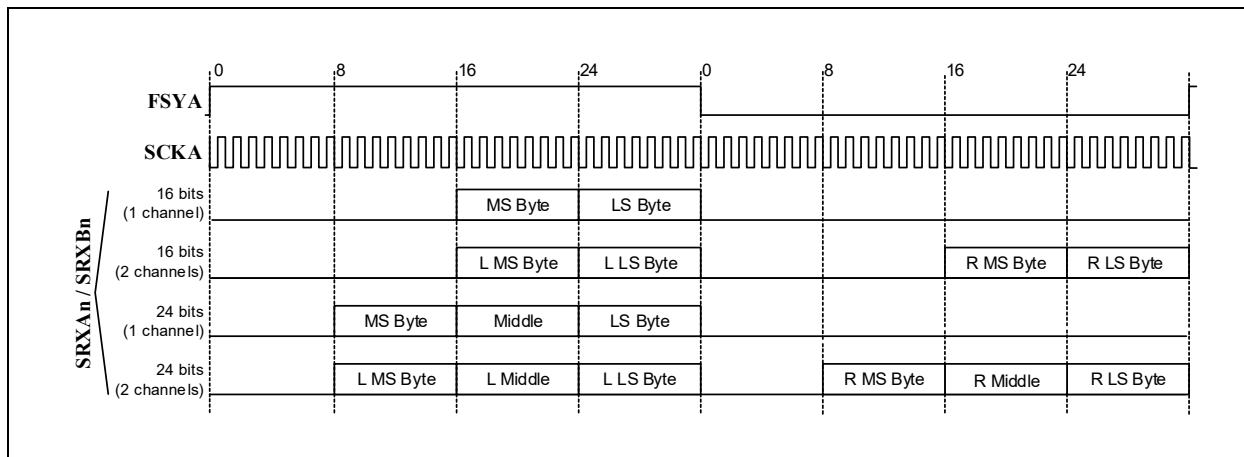 0 8 16 24 0 8 16 24
FSYA
SCKA
16 bits
(1 channel)
MS Byte LS Byte
16 bits
(2 channels)
L MS Byte L LS Byte R MS Byte R LS Byte
24 bits
(1 channel)
MS Byte Middle LS Byte
24 bits
(2 channels)
L MS Byte L Middle L LS Byte R MS Byte R Middle R LS Byte
SRXAn / SRXBn